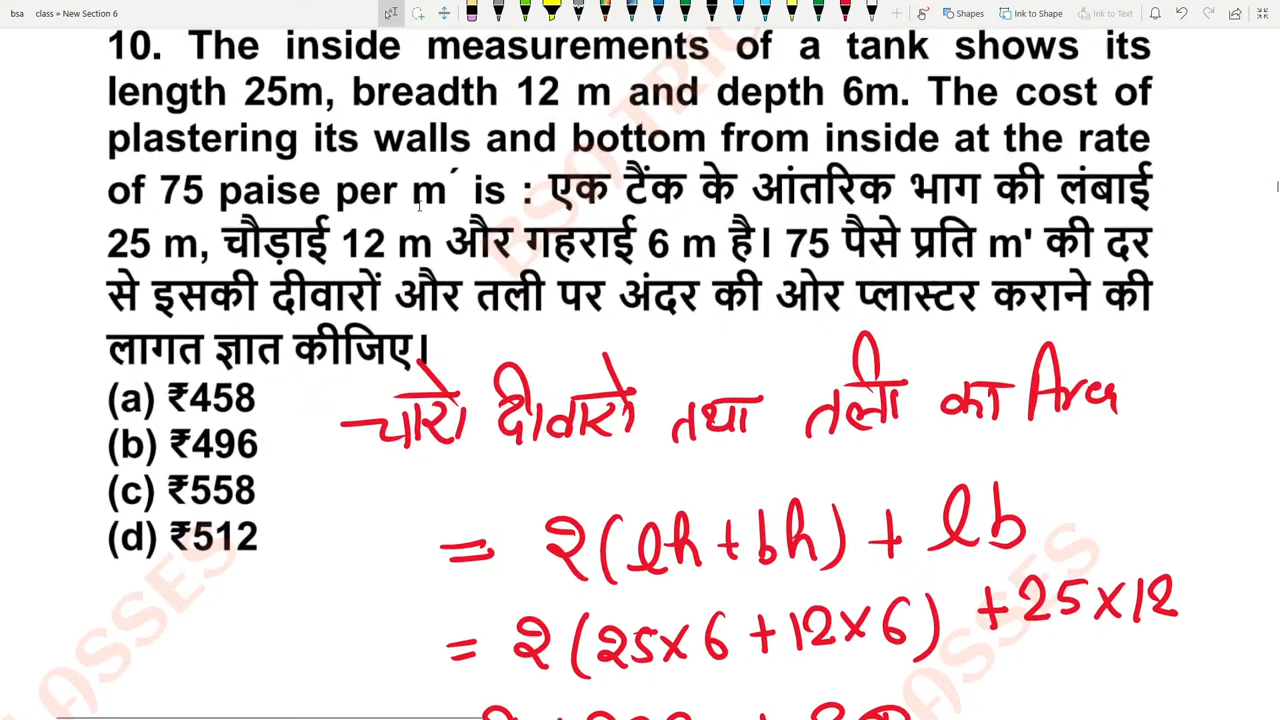 bsa class » New Section 6
Shapes Ink to Shape Ink to Text
10. The inside measurements of a tank shows its
length 25m, breadth 12 m and depth 6m. The cost of
plastering its walls and bottom from inside at the rate
of 75 paise per m´ is : एक टैंक के आंतरिक भाग की लंबाई
25 m, चौड़ाई 12 m और गहराई 6 m है। 75 पैसे प्रति m' की दर
से इसकी दीवारों और तली पर अंदर की ओर प्लास्टर कराने की
लागत ज्ञात कीजिए।
(a) ₹458
(b) ₹496
(c) ₹558
(d) ₹512
चारो दीवारो तथा तली का Area
= 2(lh+bh) + lb
= 2(25×6+12×6) +25×12